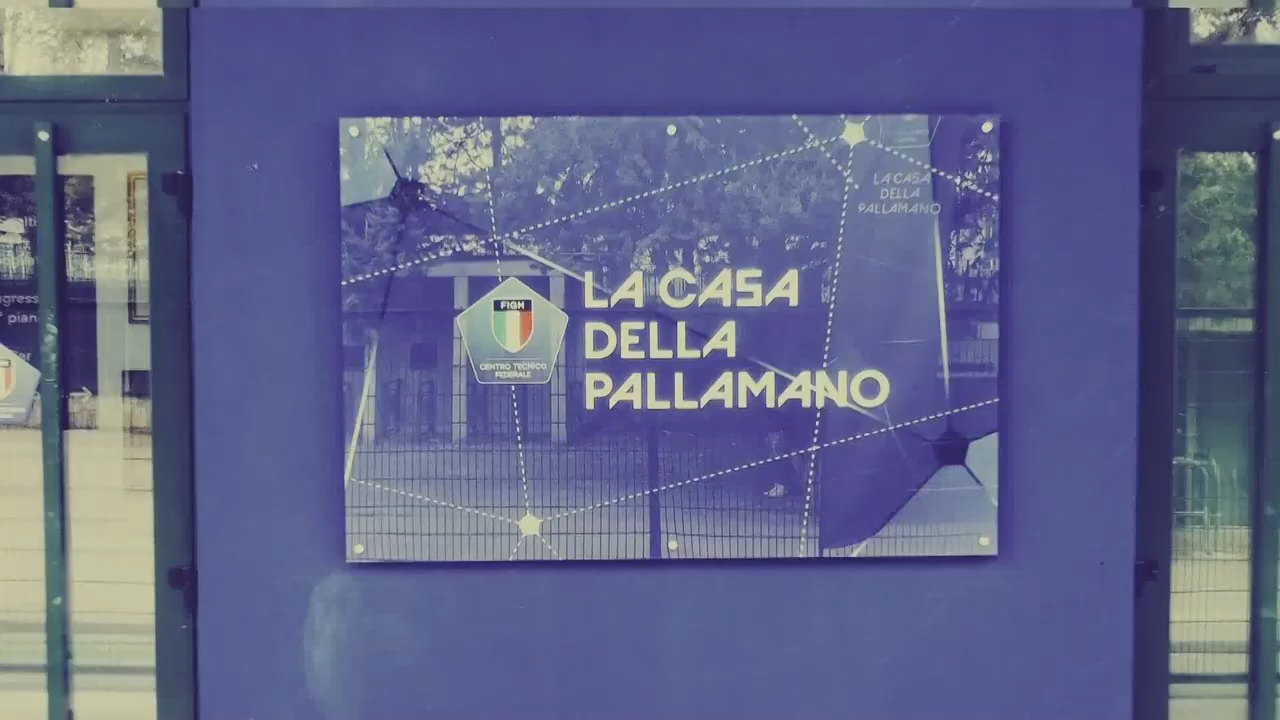 LA CASA
DELLA
PALLAMANO
FIGH
CENTRO TECNICO
FEDERALE
LA CASA
DELLA
PALLAMANO